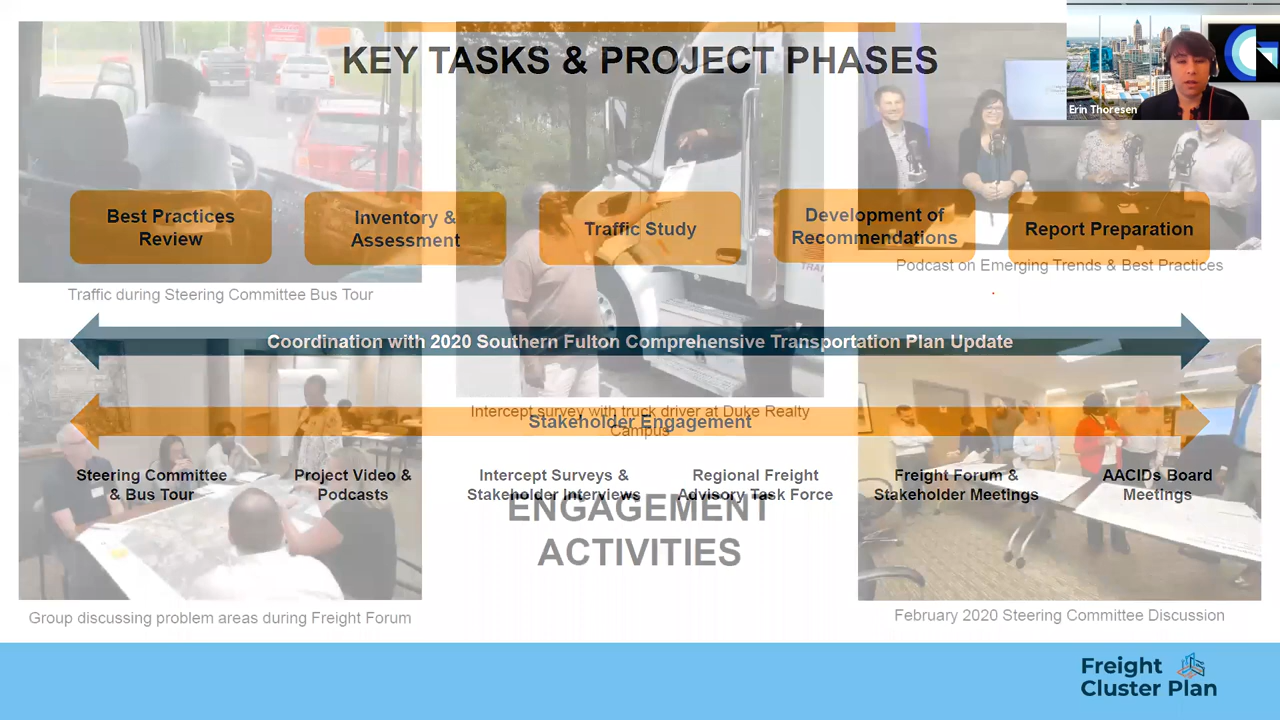 KEY TASKS & PROJECT PHASES
Erin Thoresen
Best Practices
Review
Inventory &
Assessment
Traffic Study
Development of
Recommendations
Report Preparation
Traffic during Steering Committee Bus Tour
Podcast on Emerging Trends & Best Practices
Coordination with 2020 Southern Fulton Comprehensive Transportation Plan Update
Intercept survey with truck driver at Duke Realty
Campus
Stakeholder Engagement
Steering Committee
& Bus Tour
Project Video &
Podcasts
Intercept Surveys &
Stakeholder Interviews
Regional Freight
Advisory Task Force
Freight Forum &
Stakeholder Meetings
AACIDs Board
Meetings
ENGAGEMENT
ACTIVITIES
Group discussing problem areas during Freight Forum
February 2020 Steering Committee Discussion
Freight
Cluster Plan